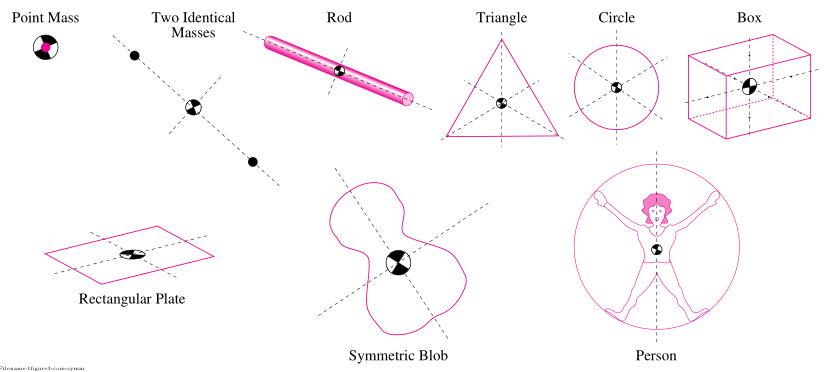 Point Mass
Two Identical
Masses
Rod
Triangle
Circle
Box
Rectangular Plate
Symmetric Blob
Person